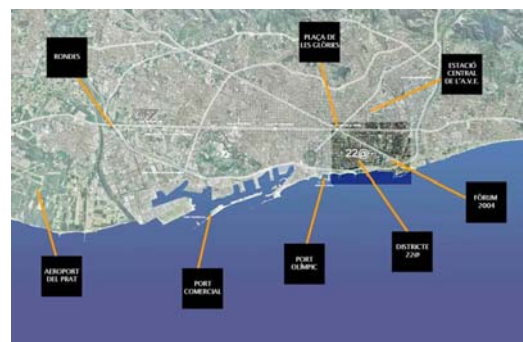 PLAÇA DE
LES GLÒRIES
RONDES
ESTACIÓ
CENTRAL
DE L'A.V.E.
22@
FÒRUM
2004
DISTRICTE
22@
PORT
OLÍMPIC
AEROPORT
DEL PRAT
PORT
COMERCIAL